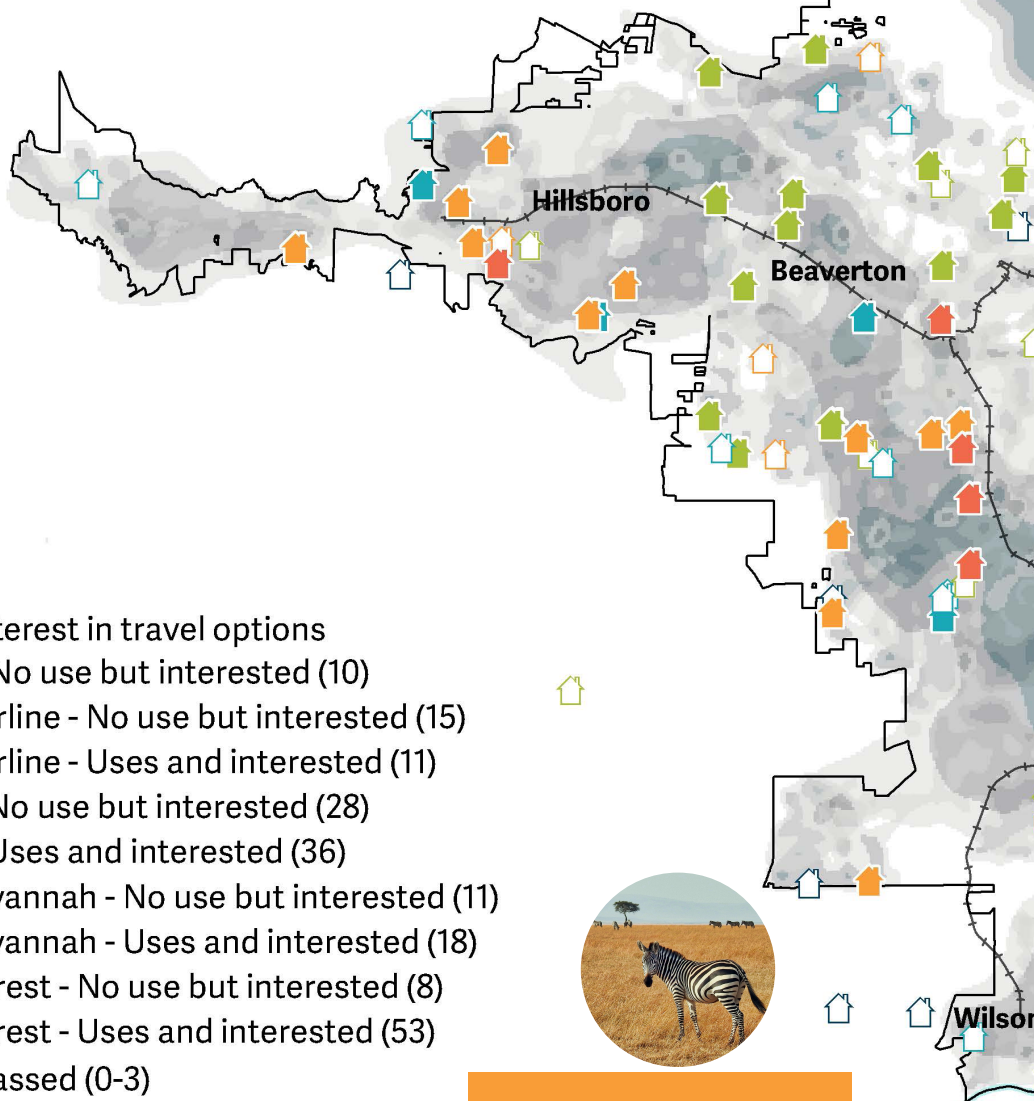 Hillsboro
Beaverton
terest in travel options
No use but interested (10)
rline - No use but interested (15)
rline - Uses and interested (11)
No use but interested (28)
Uses and interested (36)
vannah - No use but interested (11)
vannah - Uses and interested (18)
rest - No use but interested (8)
rest - Uses and interested (53)
Wilson
assed (0-3)